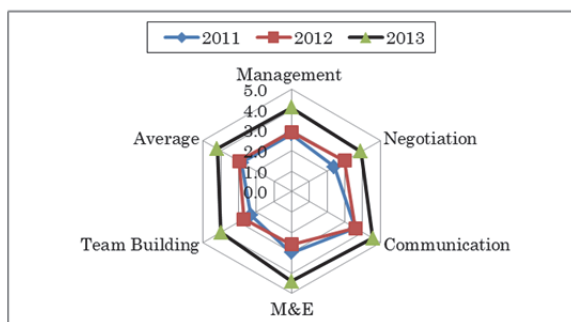 2011 2012 2013
Management
5.0
4.0
Average 3.0 Negotiation
2.0
1.0
0.0
Team Building Communication
M&E